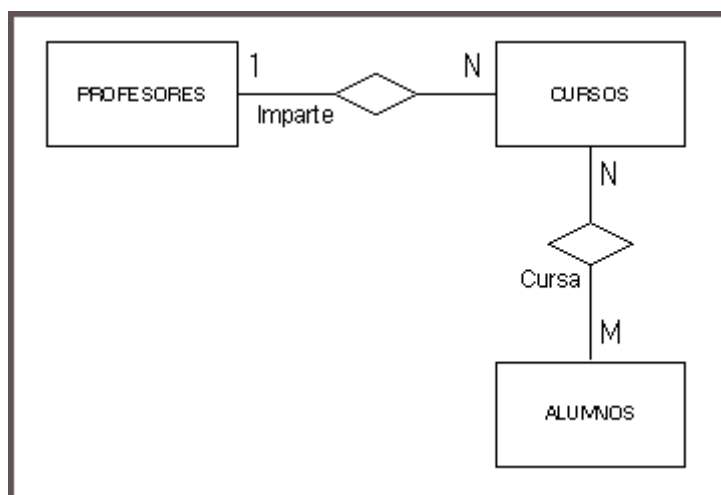 PROFESORES
1
Imparte
N
CURSOS
N
Cursa
M
ALUMNOS